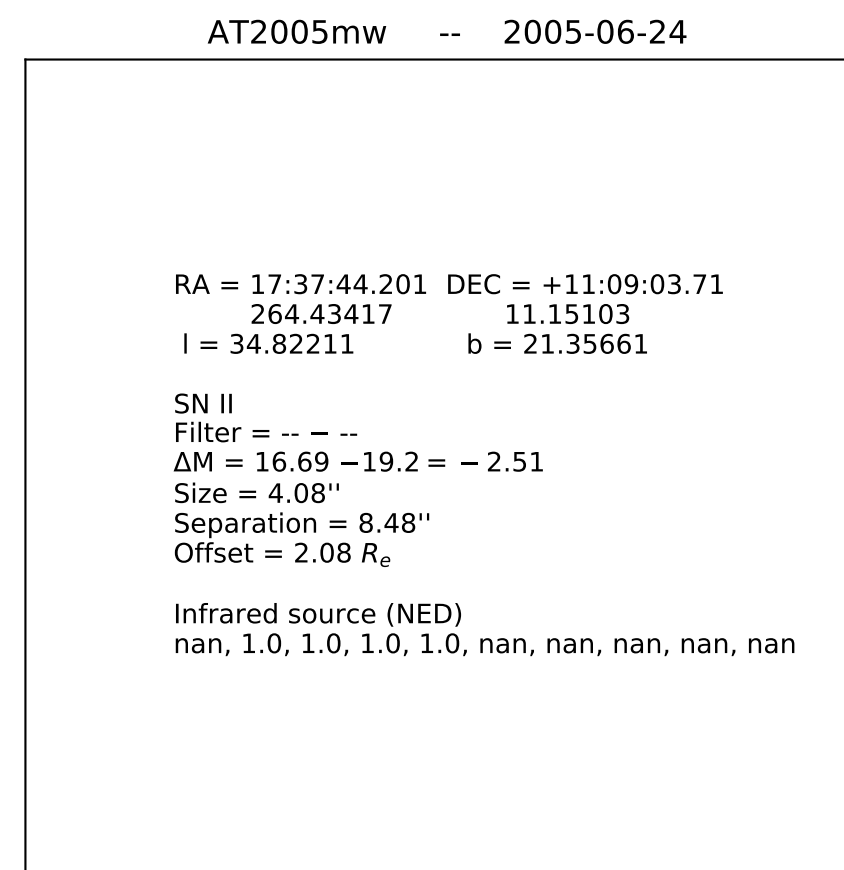 AT2005mw -- 2005-06-24
RA = 17:37:44.201 DEC = +11:09:03.71
264.43417 11.15103
l = 34.82211 b = 21.35661
SN II
Filter = -- − --
ΔM = 16.69 −19.2 = − 2.51
Size = 4.08''
Separation = 8.48''
Offset = 2.08 Re
Infrared source (NED)
nan, 1.0, 1.0, 1.0, 1.0, nan, nan, nan, nan, nan